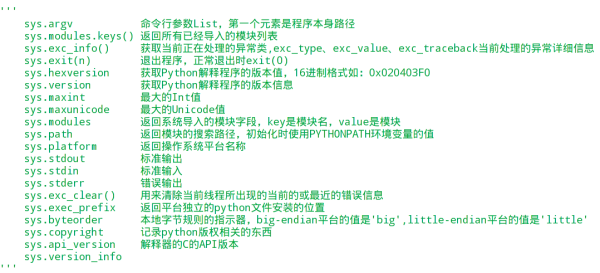 '''
sys.argv 命令行参数List，第一个元素是程序本身路径
sys.modules.keys() 返回所有已经导入的模块列表
sys.exc_info() 获取当前正在处理的异常类,exc_type、exc_value、exc_traceback当前处理的异常详细信息
sys.exit(n) 退出程序，正常退出时exit(0)
sys.hexversion 获取Python解释程序的版本值，16进制格式如：0x020403F0
sys.version 获取Python解释程序的版本信息
sys.maxint 最大的Int值
sys.maxunicode 最大的Unicode值
sys.modules 返回系统导入的模块字段，key是模块名，value是模块
sys.path 返回模块的搜索路径，初始化时使用PYTHONPATH环境变量的值
sys.platform 返回操作系统平台名称
sys.stdout 标准输出
sys.stdin 标准输入
sys.stderr 错误输出
sys.exc_clear() 用来清除当前线程所出现的当前的或最近的错误信息
sys.exec_prefix 返回平台独立的python文件安装的位置
sys.byteorder 本地字节规则的指示器，big-endian平台的值是'big',little-endian平台的值是'little'
sys.copyright 记录python版权相关的东西
sys.api_version 解释器的C的API版本
sys.version_info
'''